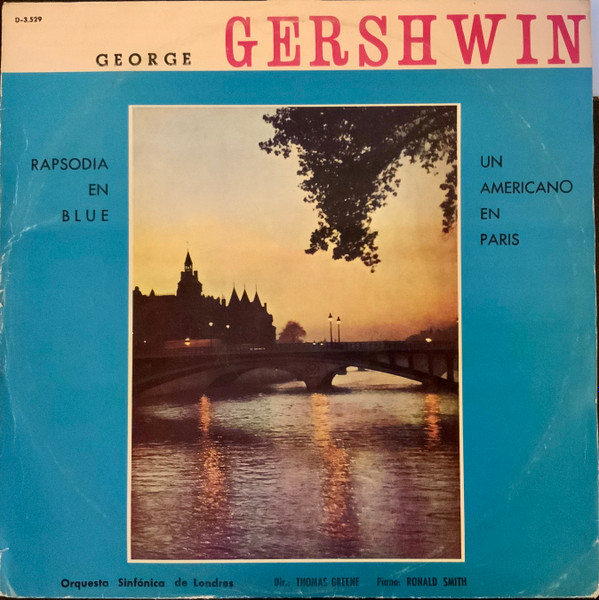 D-3.529
GEORGE GERSHWIN
RAPSODIA
EN
BLUE
UN
AMERICANO
EN
PARIS
Orquesta Sinfónica de Londres Dir.: THOMAS GREENE Piano: RONALD SMITH